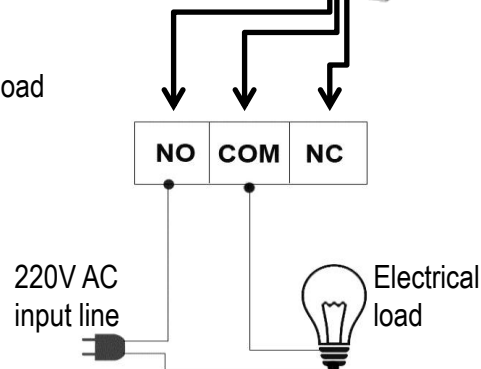 oad
NO COM NC
220V AC
input line
Electrical
load